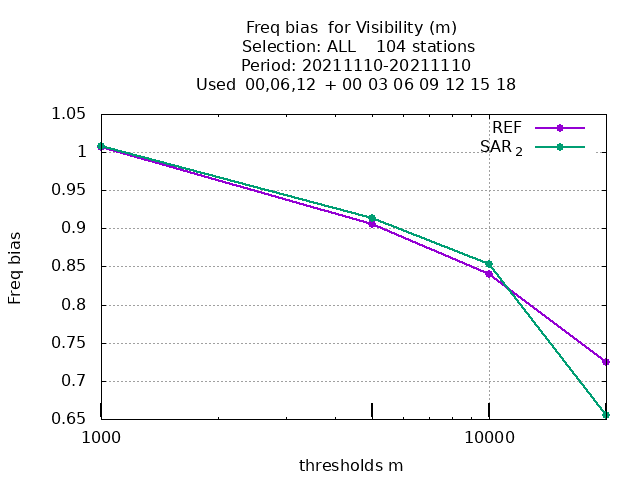 Freq bias  for Visibility (m)
Selection: ALL    104 stations
Period: 20211110-20211110
Used  00,06,12  + 00 03 06 09 12 15 18
REF
SAR 2
1.05
1
0.95
0.9
0.85
0.8
0.75
0.7
0.65
Freq bias
1000
10000
thresholds m